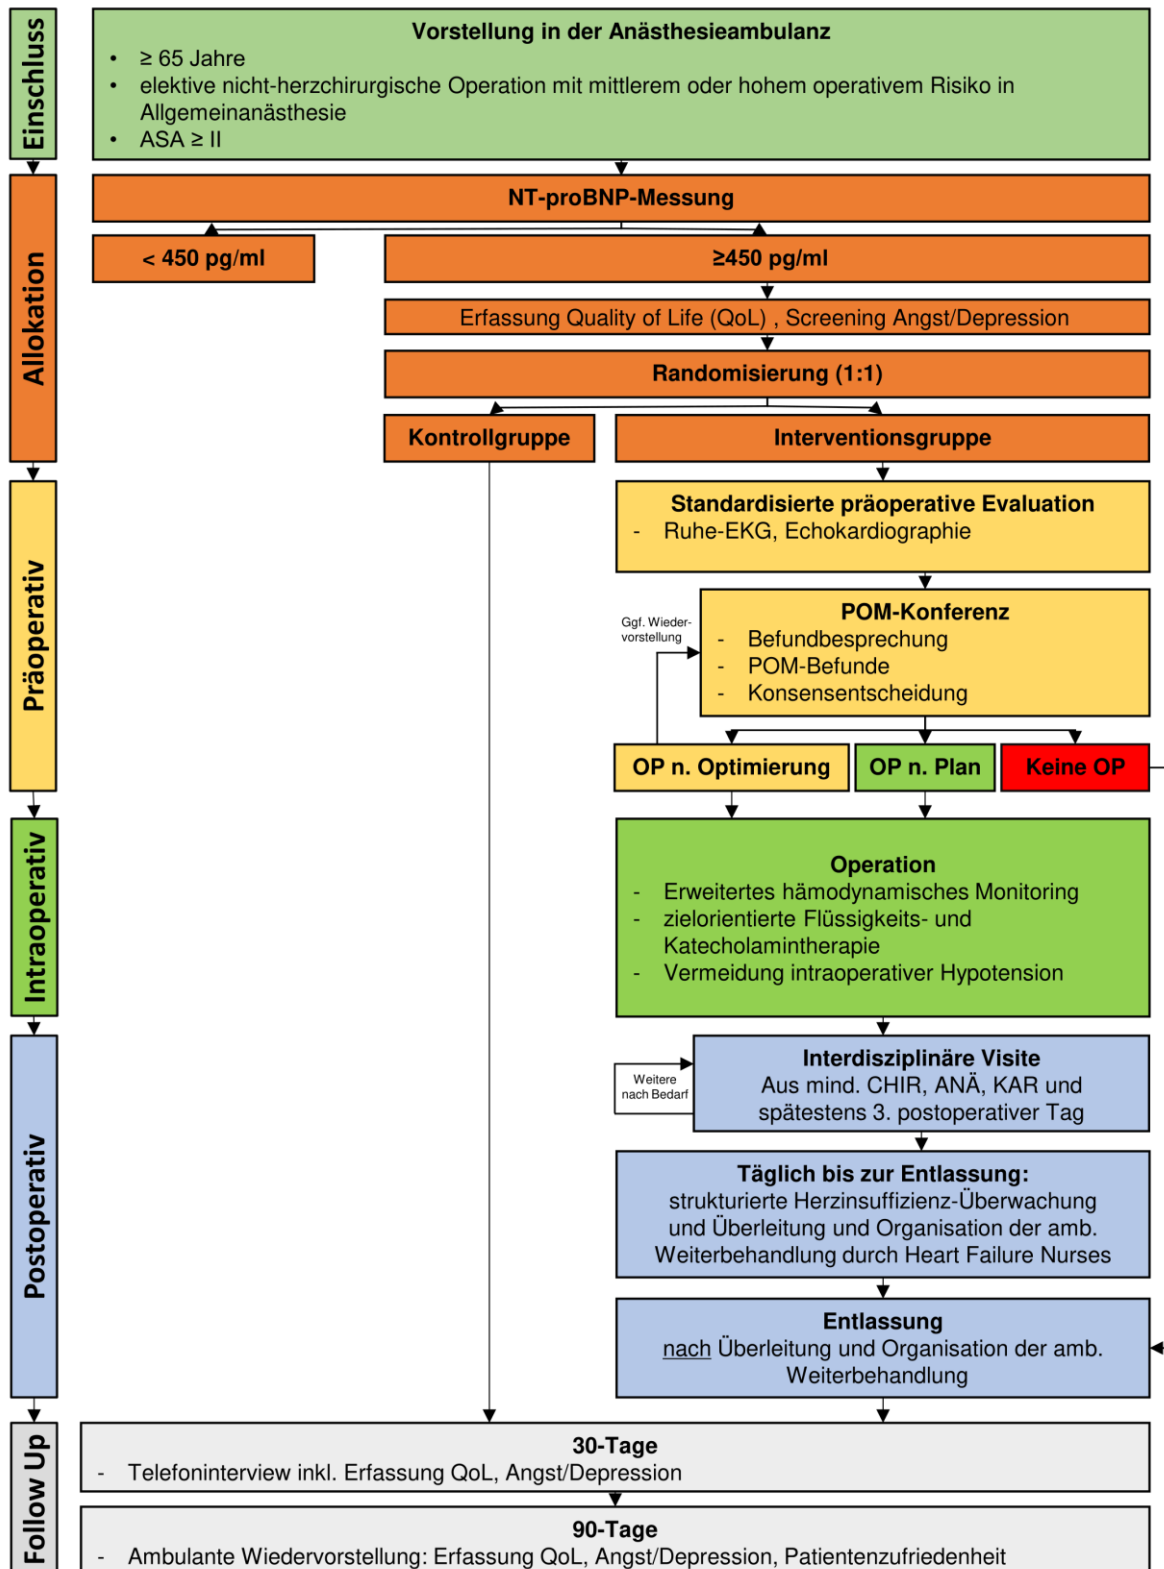 Einschluss
Vorstellung in der Anästhesieambulanz
• ≥ 65 Jahre
• elektive nicht-herzchirurgische Operation mit mittlerem oder hohem operativem Risiko in
Allgemeinanästhesie
• ASA ≥ II
Allokation
NT-proBNP-Messung
< 450 pg/ml
≥450 pg/ml
Erfassung Quality of Life (QoL) , Screening Angst/Depression
Randomisierung (1:1)
Kontrollgruppe
Interventionsgruppe
Präoperativ
Standardisierte präoperative Evaluation
- Ruhe-EKG, Echokardiographie
POM-Konferenz
- Befundbesprechung
- POM-Befunde
- Konsensentscheidung
Ggf. Wieder-
vorstellung
OP n. Optimierung
OP n. Plan
Keine OP
Intraoperativ
Operation
- Erweitertes hämodynamisches Monitoring
- zielorientierte Flüssigkeits- und
Katecholamintherapie
- Vermeidung intraoperativer Hypotension
Postoperativ
Interdisziplinäre Visite
Aus mind. CHIR, ANÄ, KAR und
spätestens 3. postoperativer Tag
Weitere
nach Bedarf
Täglich bis zur Entlassung:
strukturierte Herzinsuffizienz-Überwachung
und Überleitung und Organisation der amb.
Weiterbehandlung durch Heart Failure Nurses
Entlassung
nach Überleitung und Organisation der amb.
Weiterbehandlung
Follow Up
30-Tage
- Telefoninterview inkl. Erfassung QoL, Angst/Depression
90-Tage
- Ambulante Wiedervorstellung: Erfassung QoL, Angst/Depression, Patientenzufriedenheit